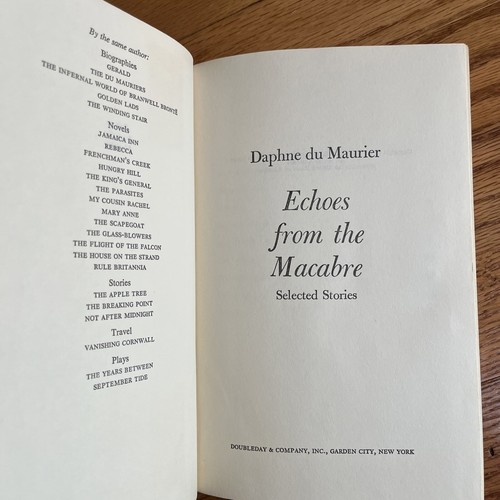 By the same author:
Biographies
GERALD
THE DU MAURIERS
THE INFERNAL WORLD OF BRANWELL BRONTË
GOLDEN LADS
THE WINDING STAIR
Novels
JAMAICA INN
REBECCA
FRENCHMAN'S CREEK
HUNGRY HILL
THE KING'S GENERAL
THE PARASITES
MY COUSIN RACHEL
MARY ANNE
THE SCAPEGOAT
THE GLASS-BLOWERS
THE FLIGHT OF THE FALCON
THE HOUSE ON THE STRAND
RULE BRITANNIA
Stories
THE APPLE TREE
THE BREAKING POINT
NOT AFTER MIDNIGHT
Travel
VANISHING CORNWALL
Plays
THE YEARS BETWEEN
SEPTEMBER TIDE
Daphne du Maurier
Echoes
from the
Macabre
Selected Stories
DOUBLEDAY & COMPANY, INC., GARDEN CITY, NEW YORK